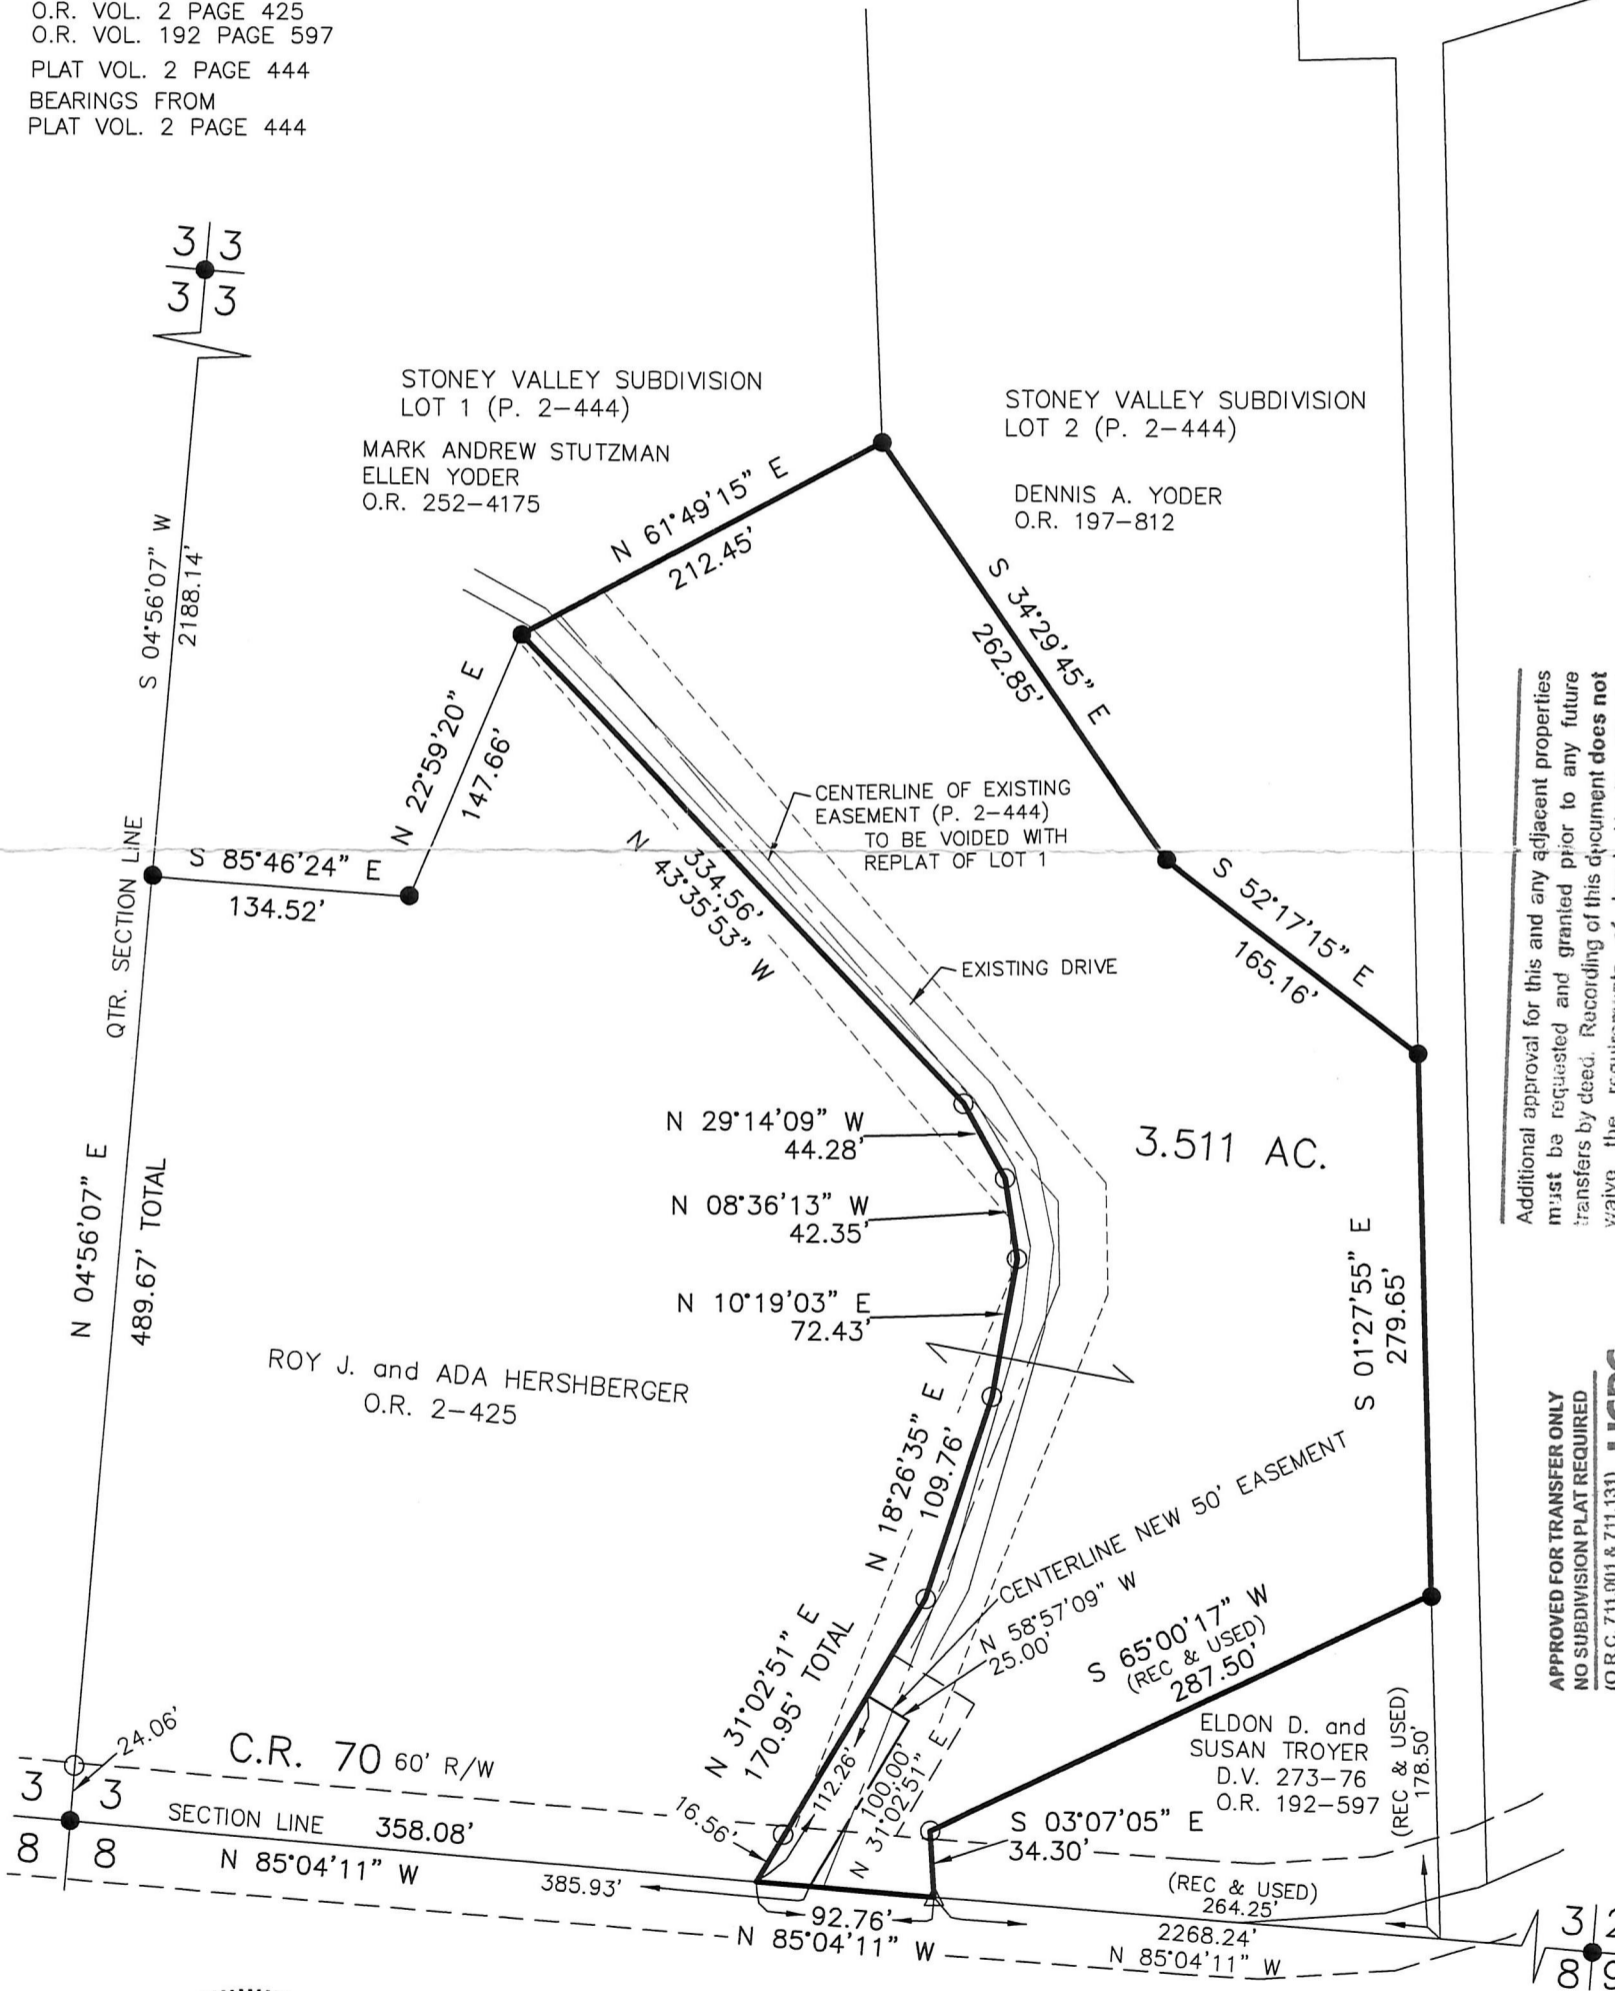 O.R. VOL. 2 PAGE 425
O.R. VOL. 192 PAGE 597
PLAT VOL. 2 PAGE 444
BEARINGS FROM
PLAT VOL. 2 PAGE 444
3 3
3 3
STONEY VALLEY SUBDIVISION
LOT 1 (P. 2-444)
MARK ANDREW STUTZMAN
ELLEN YODER
O.R. 252-4175
STONEY VALLEY SUBDIVISION
LOT 2 (P. 2-444)
DENNIS A. YODER
O.R. 197-812
N 61°49'15" E
212.45'
S 34°29'45" E
262.85'
S 04°56'07" W
2188.14'
N 22°59'20" E
147.66'
QTR. SECTION LINE
S 85°46'24" E
134.52'
CENTERLINE OF EXISTING
EASEMENT (P. 2-444)
TO BE VOIDED WITH
REPLAT OF LOT 1
334.56'
N 43°35'53" W
S 52°17'15" E
165.16'
EXISTING DRIVE
N 29°14'09" W
44.28'
3.511 AC.
N 08°36'13" W
42.35'
N 10°19'03" E
72.43'
N 04°56'07" E
489.67' TOTAL
S 01°27'55" E
279.65'
ROY J. and ADA HERSHBERGER
O.R. 2-425
N 18°26'35" E
109.76'
CENTERLINE NEW 50' EASEMENT
N 58°57'09" W
25.00'
S 65°00'17" W
(REC & USED)
287.50'
N 31°02'51" E
170.95' TOTAL
ELDON D. and
SUSAN TROYER
D.V. 273-76
O.R. 192-597
(REC & USED)
178.50'
24.06'
C.R. 70 60' R/W
16.56'
112.26'
100.00'
N 31°02'51" E
S 03°07'05" E
34.30'
3 3
8 8
SECTION LINE 358.08'
N 85°04'11" W
385.93'
92.76'
N 85°04'11" W
(REC & USED)
264.25'
2268.24'
N 85°04'11" W
3 2
8 9
Additional approval for this and any adjacent properties
must be requested and granted prior to any future
transfers by deed. Recording of this document does not
waive the requirements
APPROVED FOR TRANSFER ONLY
NO SUBDIVISION PLAT REQUIRED
(O.R.C. 711.001 & 711.131)